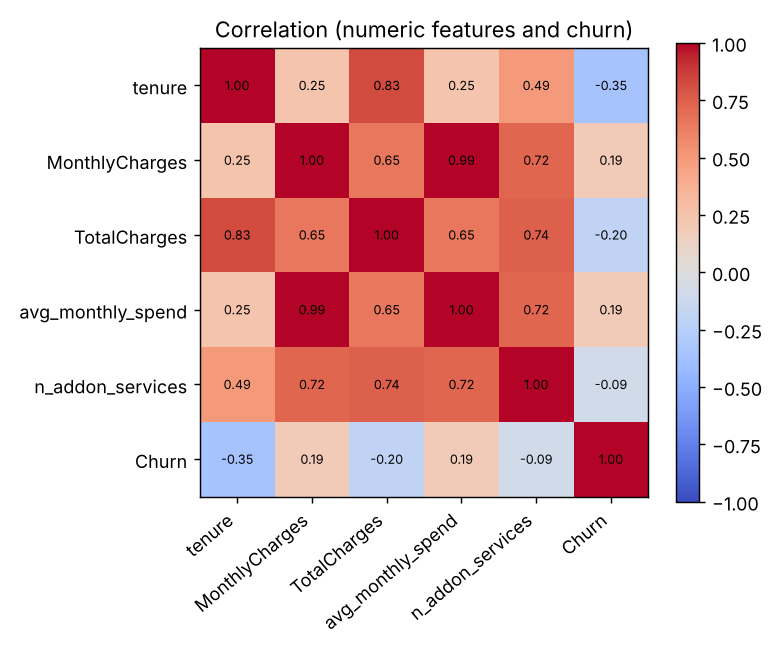 Correlation (numeric features and churn)
tenure 1.00 0.25 0.83 0.25 0.49 -0.35
MonthlyCharges 0.25 1.00 0.65 0.99 0.72 0.19
TotalCharges 0.83 0.65 1.00 0.65 0.74 -0.20
avg_monthly_spend 0.25 0.99 0.65 1.00 0.72 0.19
n_addon_services 0.49 0.72 0.74 0.72 1.00 -0.09
Churn -0.35 0.19 -0.20 0.19 -0.09 1.00
tenure
MonthlyCharges
TotalCharges
avg_monthly_spend
n_addon_services
Churn
1.00
0.75
0.50
0.25
0.00
−0.25
−0.50
−0.75
−1.00